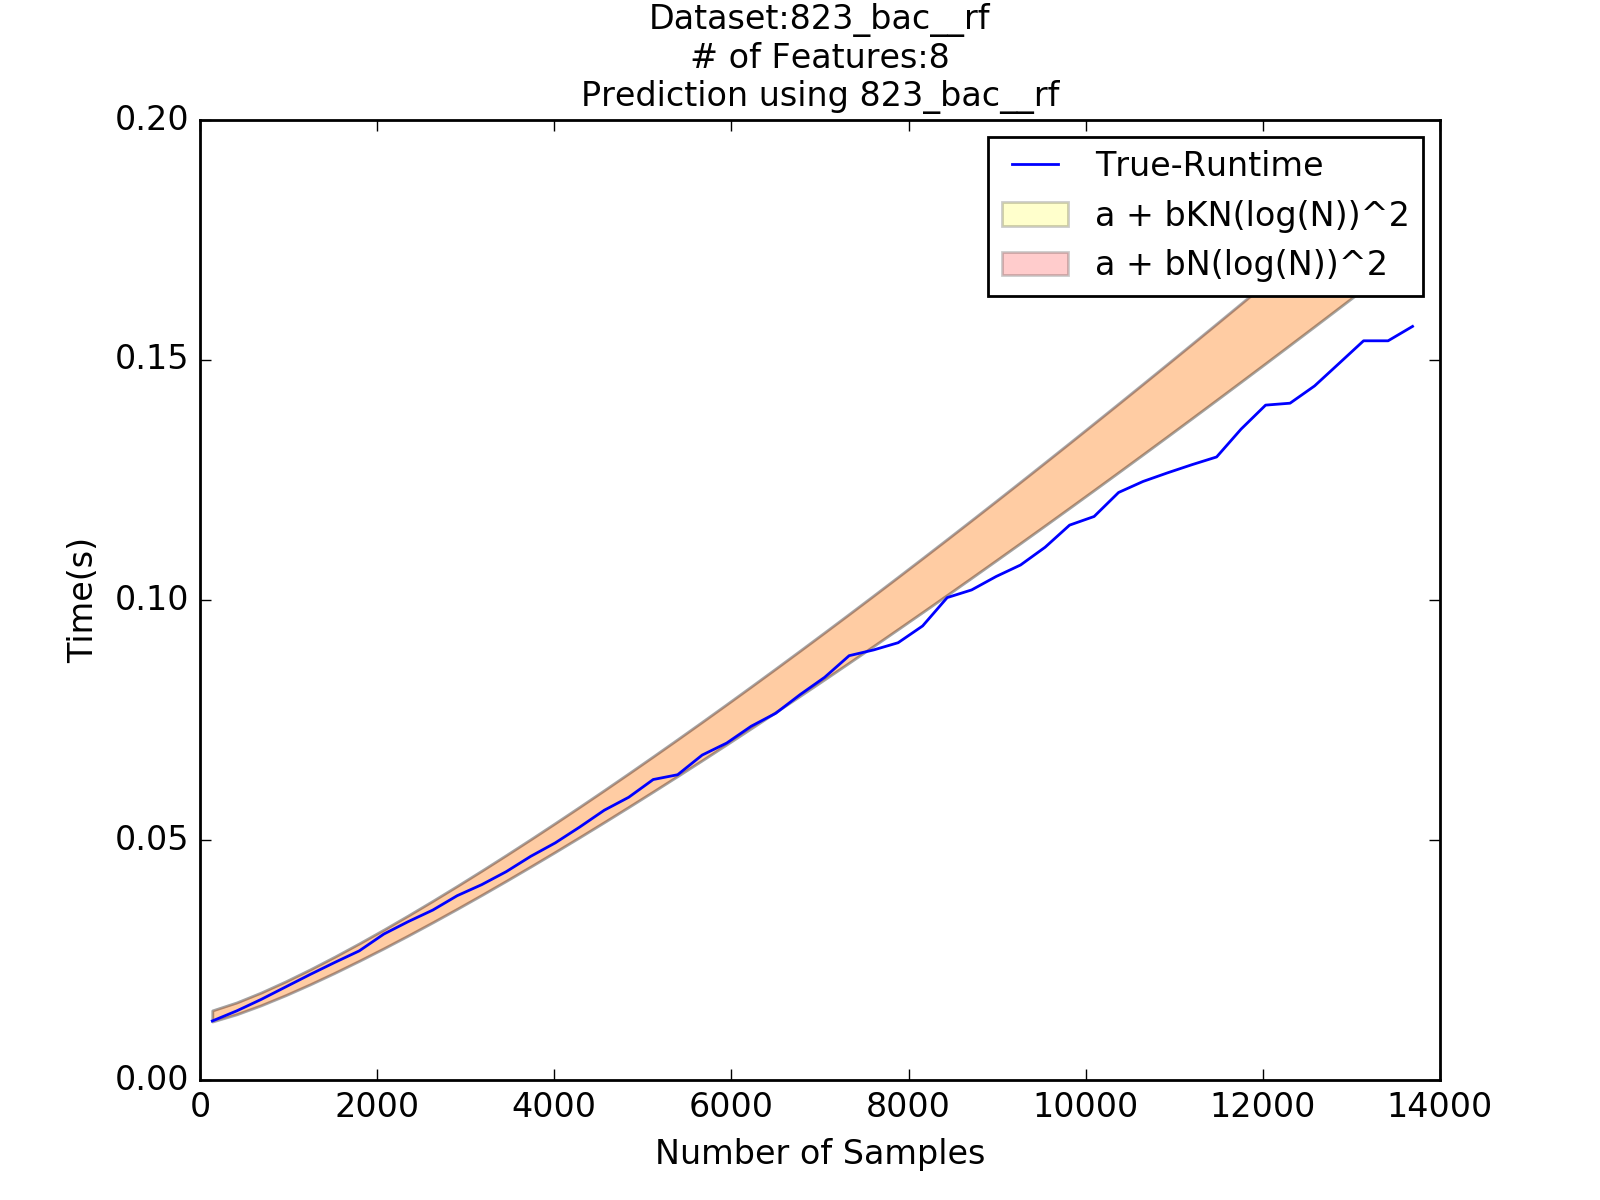 Dataset:823_bac__rf
# of Features:8
Prediction using 823_bac__rf
0.20
0.15
0.10
0.05
0.00
Time(s)
True-Runtime
a + bKN(log(N))^2
a + bN(log(N))^2
0 2000 4000 6000 8000 10000 12000 14000
Number of Samples